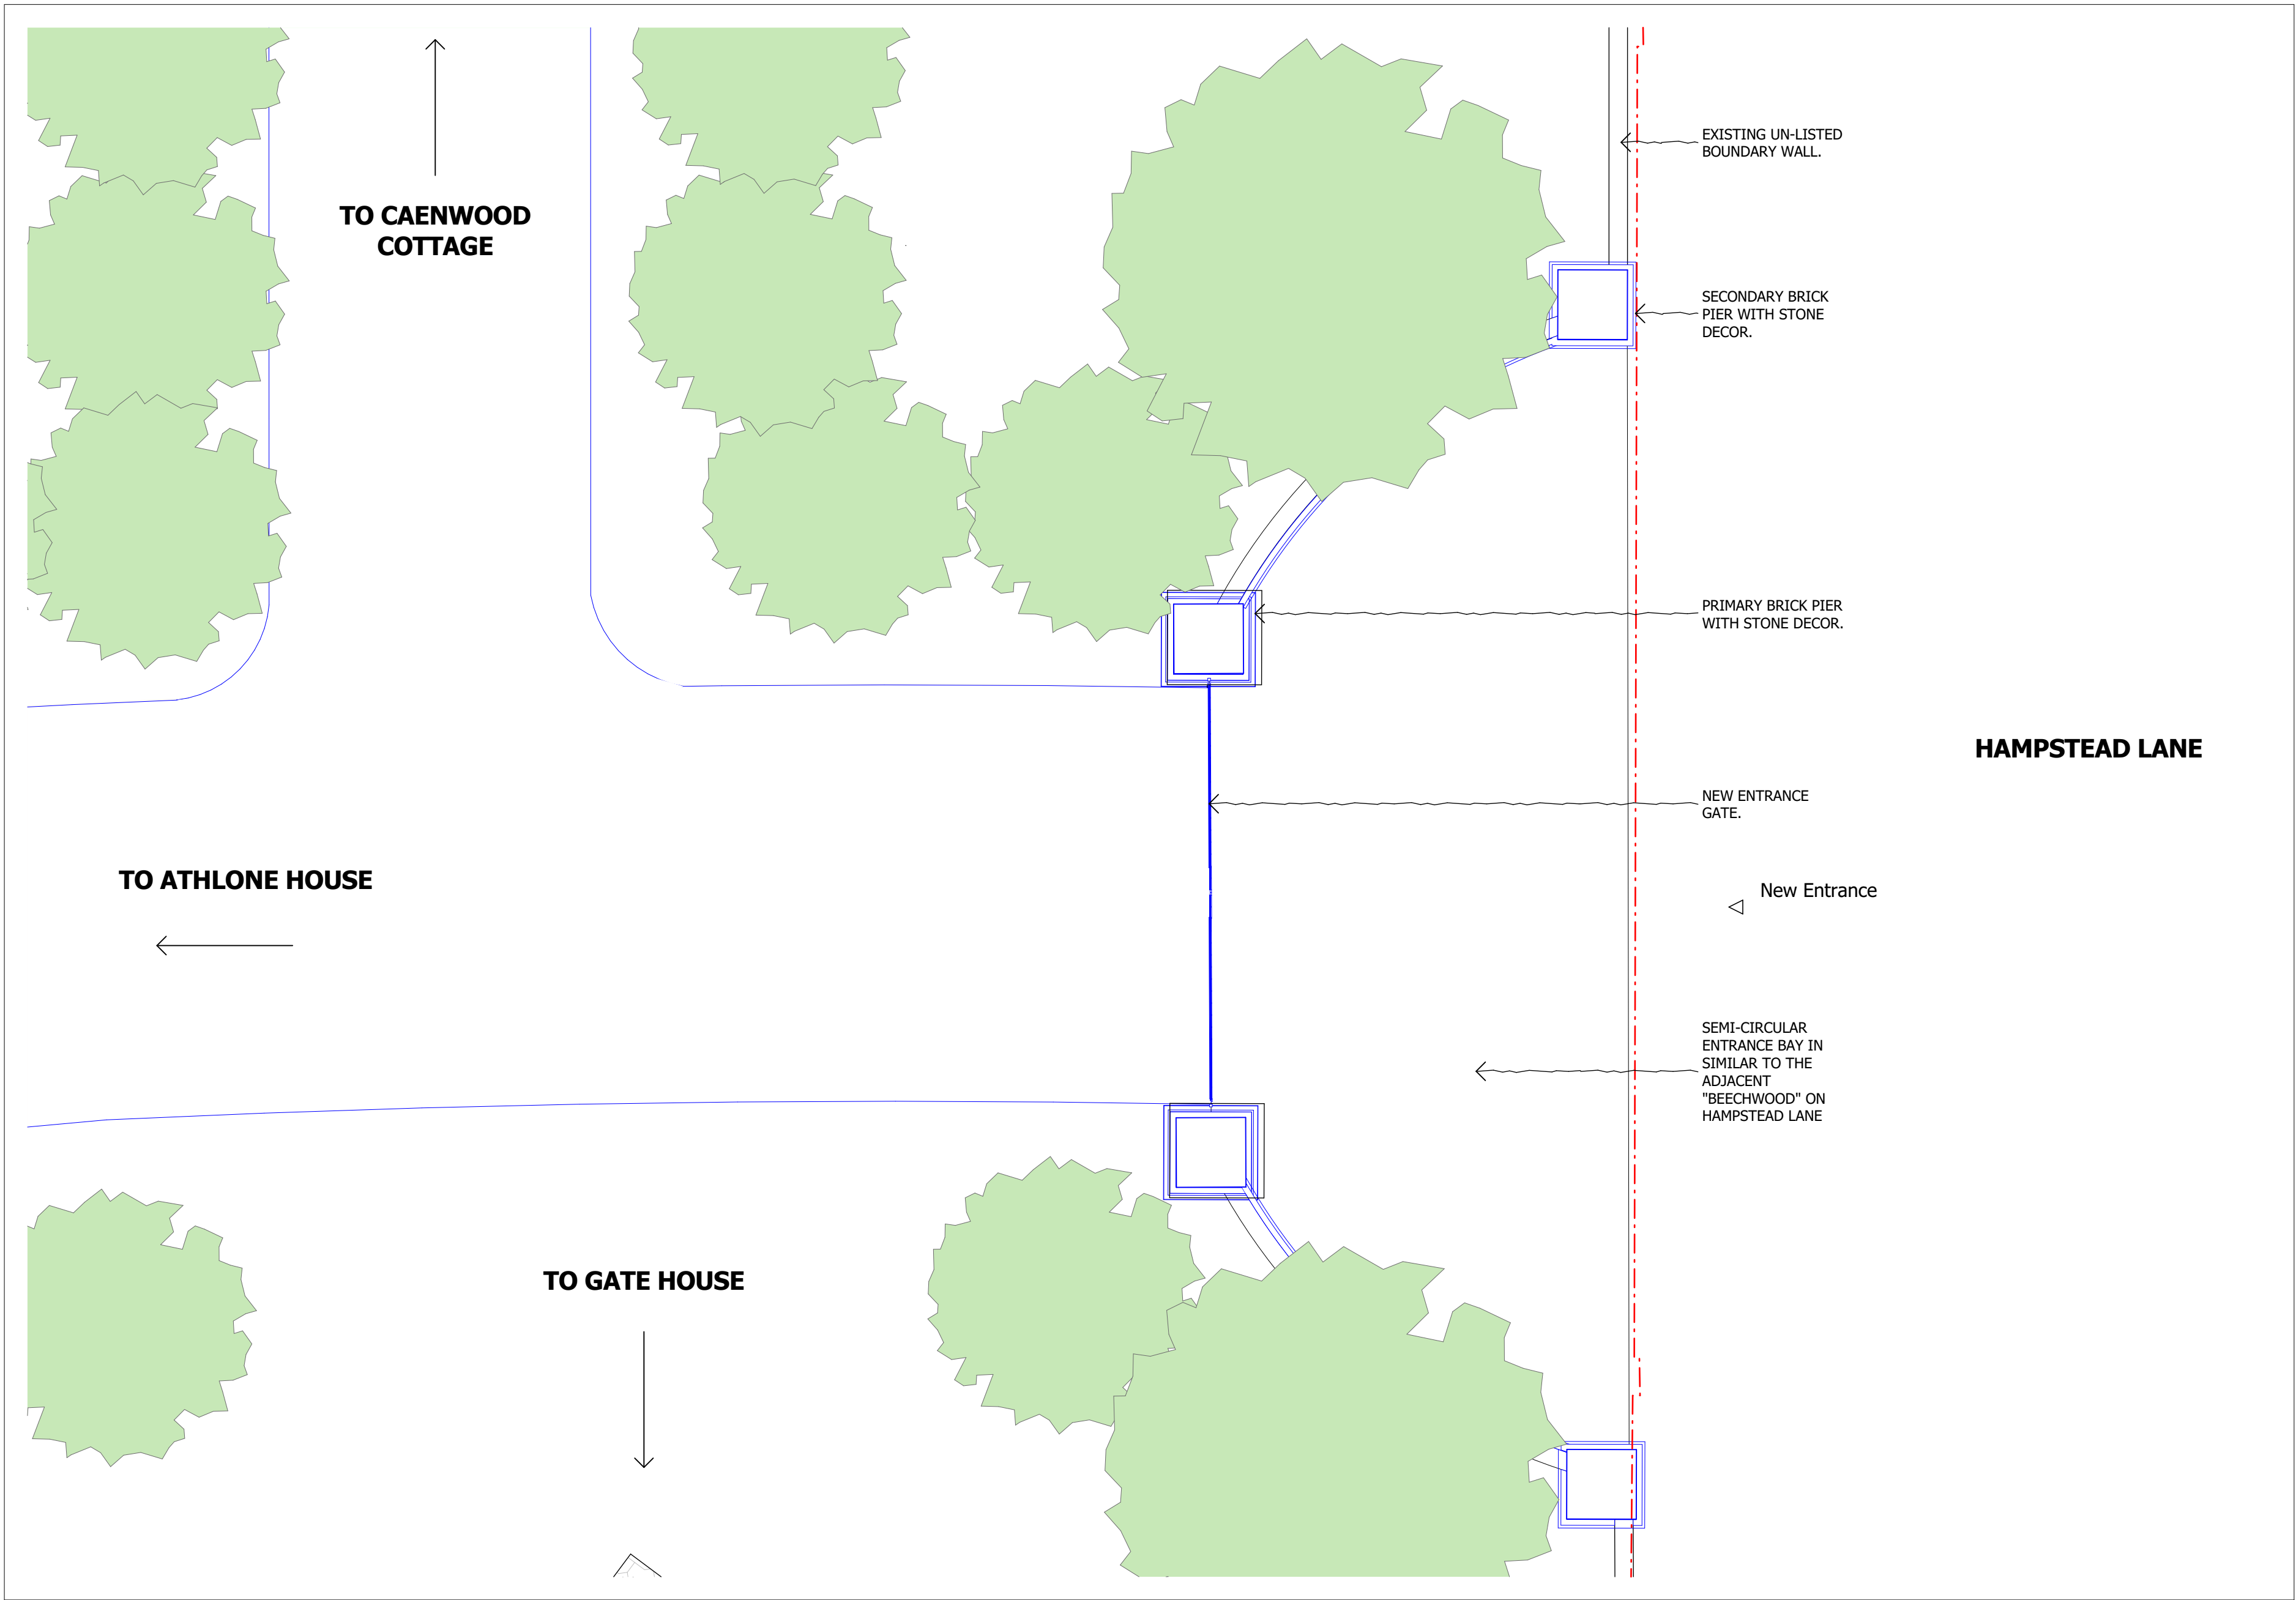 EXISTING UN-LISTED
BOUNDARY WALL.
TO CAENWOOD
COTTAGE
SECONDARY BRICK
PIER WITH STONE
DECOR.
PRIMARY BRICK PIER
WITH STONE DECOR.
HAMPSTEAD LANE
NEW ENTRANCE
GATE.
TO ATHLONE HOUSE
New Entrance
SEMI-CIRCULAR
ENTRANCE BAY IN
SIMILAR TO THE
ADJACENT
"BEECHWOOD" ON
HAMPSTEAD LANE
TO GATE HOUSE